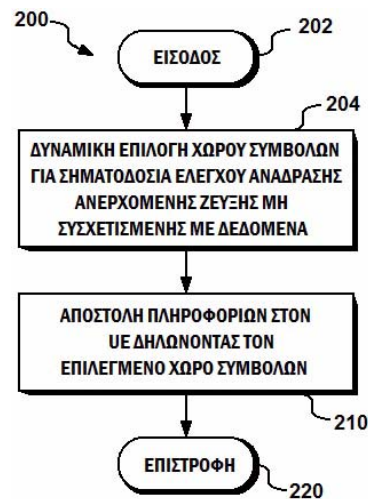 200
202
ΕΙΣΟΔΟΣ
204
ΔΥΝΑΜΙΚΗ ΕΠΙΛΟΓΗ ΧΩΡΟΥ ΣΥΜΒΟΛΩΝ
ΓΙΑ ΣΗΜΑΤΟΔΟΣΙΑ ΕΛΕΓΧΟΥ ΑΝΑΔΡΑΣΗΣ
ΑΝΕΡΧΟΜΕΝΗΣ ΖΕΥΞΗΣ ΜΗ
ΣΥΣΧΕΤΙΣΜΕΝΗΣ ΜΕ ΔΕΔΟΜΕΝΑ
ΑΠΟΣΤΟΛΗ ΠΛΗΡΟΦΟΡΙΩΝ ΣΤΟΝ
UE ΔΗΛΩΝΟΝΤΑΣ ΤΟΝ
ΕΠΙΛΕΓΜΕΝΟ ΧΩΡΟ ΣΥΜΒΟΛΩΝ
210
ΕΠΙΣΤΡΟΦΗ
220